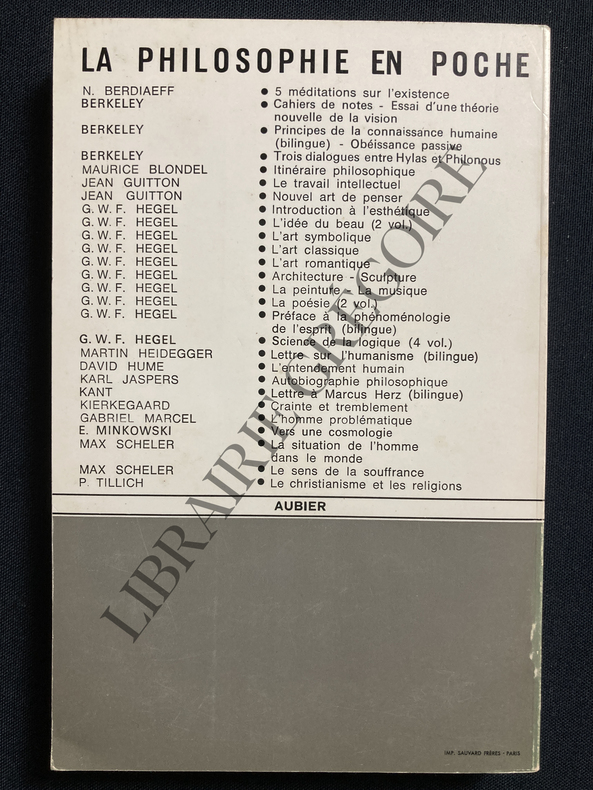 LA PHILOSOPHIE EN POCHE
N. BERDIAEFF • 5 méditations sur l'existence
BERKELEY • Cahiers de notes - Essai d'une théorie
nouvelle de la vision
BERKELEY • Principes de la connaissance humaine
(bilingue) - Obéissance passive
BERKELEY • Trois dialogues entre Hylas et Philonous
MAURICE BLONDEL • Itinéraire philosophique
JEAN GUITTON • Le travail intellectuel
JEAN GUITTON • Nouvel art de penser
G. W. F. HEGEL • Introduction à l'esthétique
G. W. F. HEGEL • L'idée du beau (2 vol.)
G. W. F. HEGEL • L'art symbolique
G. W. F. HEGEL • L'art classique
G. W. F. HEGEL • L'art romantique
G. W. F. HEGEL • Architecture - Sculpture
G. W. F. HEGEL • La peinture - La musique
G. W. F. HEGEL • La poésie (2 vol.)
G. W. F. HEGEL • Préface à la phénoménologie
de l'esprit (bilingue)
G. W. F. HEGEL • Science de la logique (4 vol.)
MARTIN HEIDEGGER • Lettre sur l'humanisme (bilingue)
DAVID HUME • L'entendement humain
KARL JASPERS • Autobiographie philosophique
KANT • Lettre à Marcus Herz (bilingue)
KIERKEGAARD • Crainte et tremblement
GABRIEL MARCEL • L'homme problématique
E. MINKOWSKI • Vers une cosmologie
MAX SCHELER • La situation de l'homme
dans le monde
MAX SCHELER • Le sens de la souffrance
P. TILLICH • Le christianisme et les religions
AUBIER
LIBRAIRIE GRÉGOIRE
IMP. SAUVARD FRÈRES - PARIS